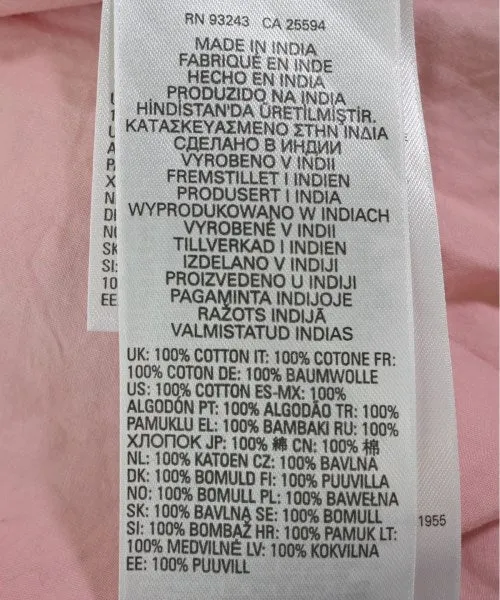 RN 93243 CA 25594
MADE IN INDIA
FABRIQUÉ EN INDE
HECHO EN INDIA
PRODUZIDO NA INDIA
HİNDİSTAN'DA ÜRETİLMİŞTİR.
ΚΑΤΑΣΚΕΥΑΣΜΕΝΟ ΣΤΗΝ ΙΝΔΙΑ
СДЕЛАНО В ИНДИИ
VYROBENO V INDII
FREMSTILLET I INDIEN
PRODUSERT I INDIA
WYPRODUKOWANO W INDIACH
VYROBENÉ V INDII
TILLVERKAD I INDIEN
IZDELANO V INDIJI
PROIZVEDENO U INDIJI
PAGAMINTA INDIJOJE
RAŽOTS INDIJĀ
VALMISTATUD INDIAS
UK: 100% COTTON IT: 100% COTONE FR:
100% COTON DE: 100% BAUMWOLLE
US: 100% COTTON ES-MX: 100%
ALGODÓN PT: 100% ALGODÃO TR: 100%
PAMUKLU EL: 100% BAMBAKI RU: 100%
ХЛОПОК JP: 100% 綿 CN: 100% 棉
NL: 100% KATOEN CZ: 100% BAVLNA
DK: 100% BOMULD FI: 100% PUUVILLA
NO: 100% BOMULL PL: 100% BAWEŁNA
SK: 100% BAVLNA SE: 100% BOMULL
SI: 100% BOMBAŽ HR: 100% PAMUK LT:
100% MEDVILNĖ LV: 100% KOKVILNA
EE: 100% PUUVILL
N
DI
SK
SI:
10
EE
1955